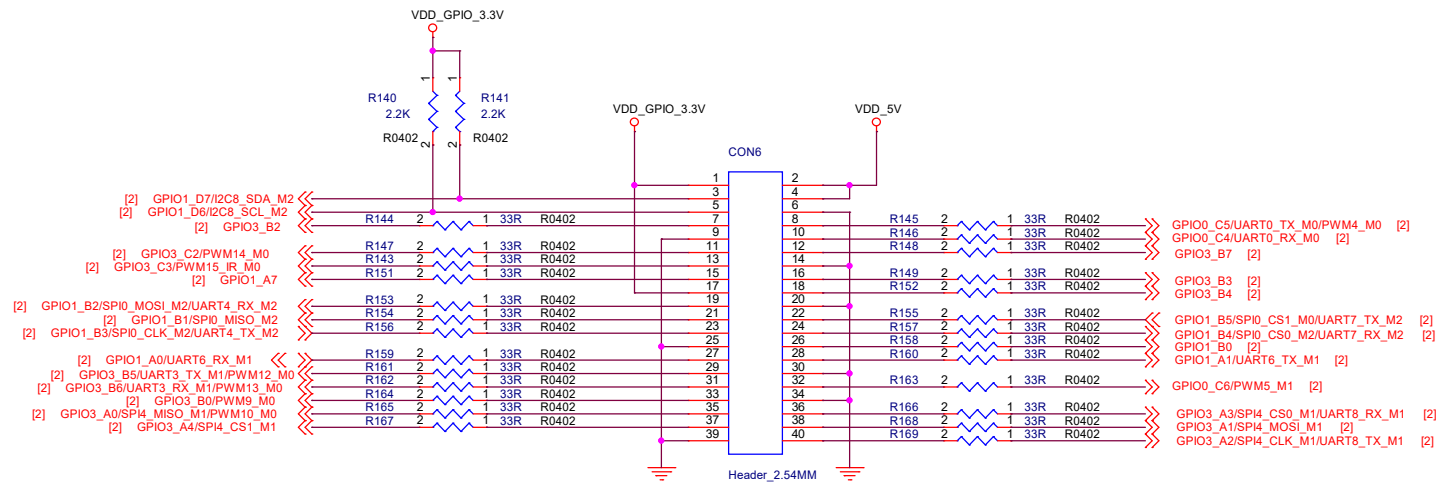 VDD_GPIO_3.3V
1 1
R140 R141
2.2K 2.2K
R0402 R0402
2 2
VDD_GPIO_3.3V VDD_5V
CON6
1 2
[2] GPIO1_D7/I2C8_SDA_M2 3 4
[2] GPIO1_D6/I2C8_SCL_M2 5 6
[2] GPIO3_B2 R144 2 1 33R R0402 7 8 R145 2 1 33R R0402 GPIO0_C5/UART0_TX_M0/PWM4_M0 [2]
9 10 R146 2 1 33R R0402 GPIO0_C4/UART0_RX_M0 [2]
[2] GPIO3_C2/PWM14_M0 R147 2 1 33R R0402 11 12 R148 2 1 33R R0402 GPIO3_B7 [2]
[2] GPIO3_C3/PWM15_IR_M0 R143 2 1 33R R0402 13 14
[2] GPIO1_A7 R151 2 1 33R R0402 15 16 R149 2 1 33R R0402 GPIO3_B3 [2]
17 18 R152 2 1 33R R0402 GPIO3_B4 [2]
[2] GPIO1_B2/SPI0_MOSI_M2/UART4_RX_M2 R153 2 1 33R R0402 19 20
[2] GPIO1_B1/SPI0_MISO_M2 R154 2 1 33R R0402 21 22 R155 2 1 33R R0402 GPIO1_B5/SPI0_CS1_M0/UART7_TX_M2 [2]
[2] GPIO1_B3/SPI0_CLK_M2/UART4_TX_M2 R156 2 1 33R R0402 23 24 R157 2 1 33R R0402 GPIO1_B4/SPI0_CS0_M2/UART7_RX_M2 [2]
25 26 R158 2 1 33R R0402 GPIO1_B0 [2]
[2] GPIO1_A0/UART6_RX_M1 R159 2 1 33R R0402 27 28 R160 2 1 33R R0402 GPIO1_A1/UART6_TX_M1 [2]
[2] GPIO3_B5/UART3_TX_M1/PWM12_M0 R161 2 1 33R R0402 29 30
[2] GPIO3_B6/UART3_RX_M1/PWM13_M0 R162 2 1 33R R0402 31 32 R163 2 1 33R R0402 GPIO0_C6/PWM5_M1 [2]
[2] GPIO3_B0/PWM9_M0 R164 2 1 33R R0402 33 34
[2] GPIO3_A0/SPI4_MISO_M1/PWM10_M0 R165 2 1 33R R0402 35 36 R166 2 1 33R R0402 GPIO3_A3/SPI4_CS0_M1/UART8_RX_M1 [2]
[2] GPIO3_A4/SPI4_CS1_M1 R167 2 1 33R R0402 37 38 R168 2 1 33R R0402 GPIO3_A1/SPI4_MOSI_M1 [2]
39 40 R169 2 1 33R R0402 GPIO3_A2/SPI4_CLK_M1/UART8_TX_M1 [2]
Header_2.54MM